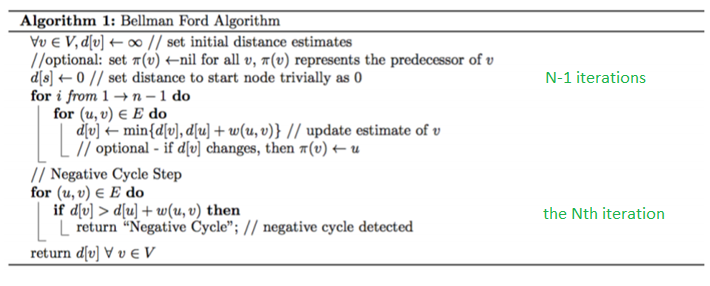 Algorithm 1: Bellman Ford Algorithm
∀v ∈ V, d[v] ← ∞ // set initial distance estimates
//optional: set π(v) ←nil for all v, π(v) represents the predecessor of v
d[s] ← 0 // set distance to start node trivially as 0
N-1 iterations
for i from 1 → n − 1 do
for (u, v) ∈ E do
d[v] ← min{d[v], d[u] + w(u, v)} // update estimate of v
// optional - if d[v] changes, then π(v) ← u
// Negative Cycle Step
for (u, v) ∈ E do
if d[v] > d[u] + w(u, v) then
the Nth iteration
return "Negative Cycle"; // negative cycle detected
return d[v] ∀ v ∈ V